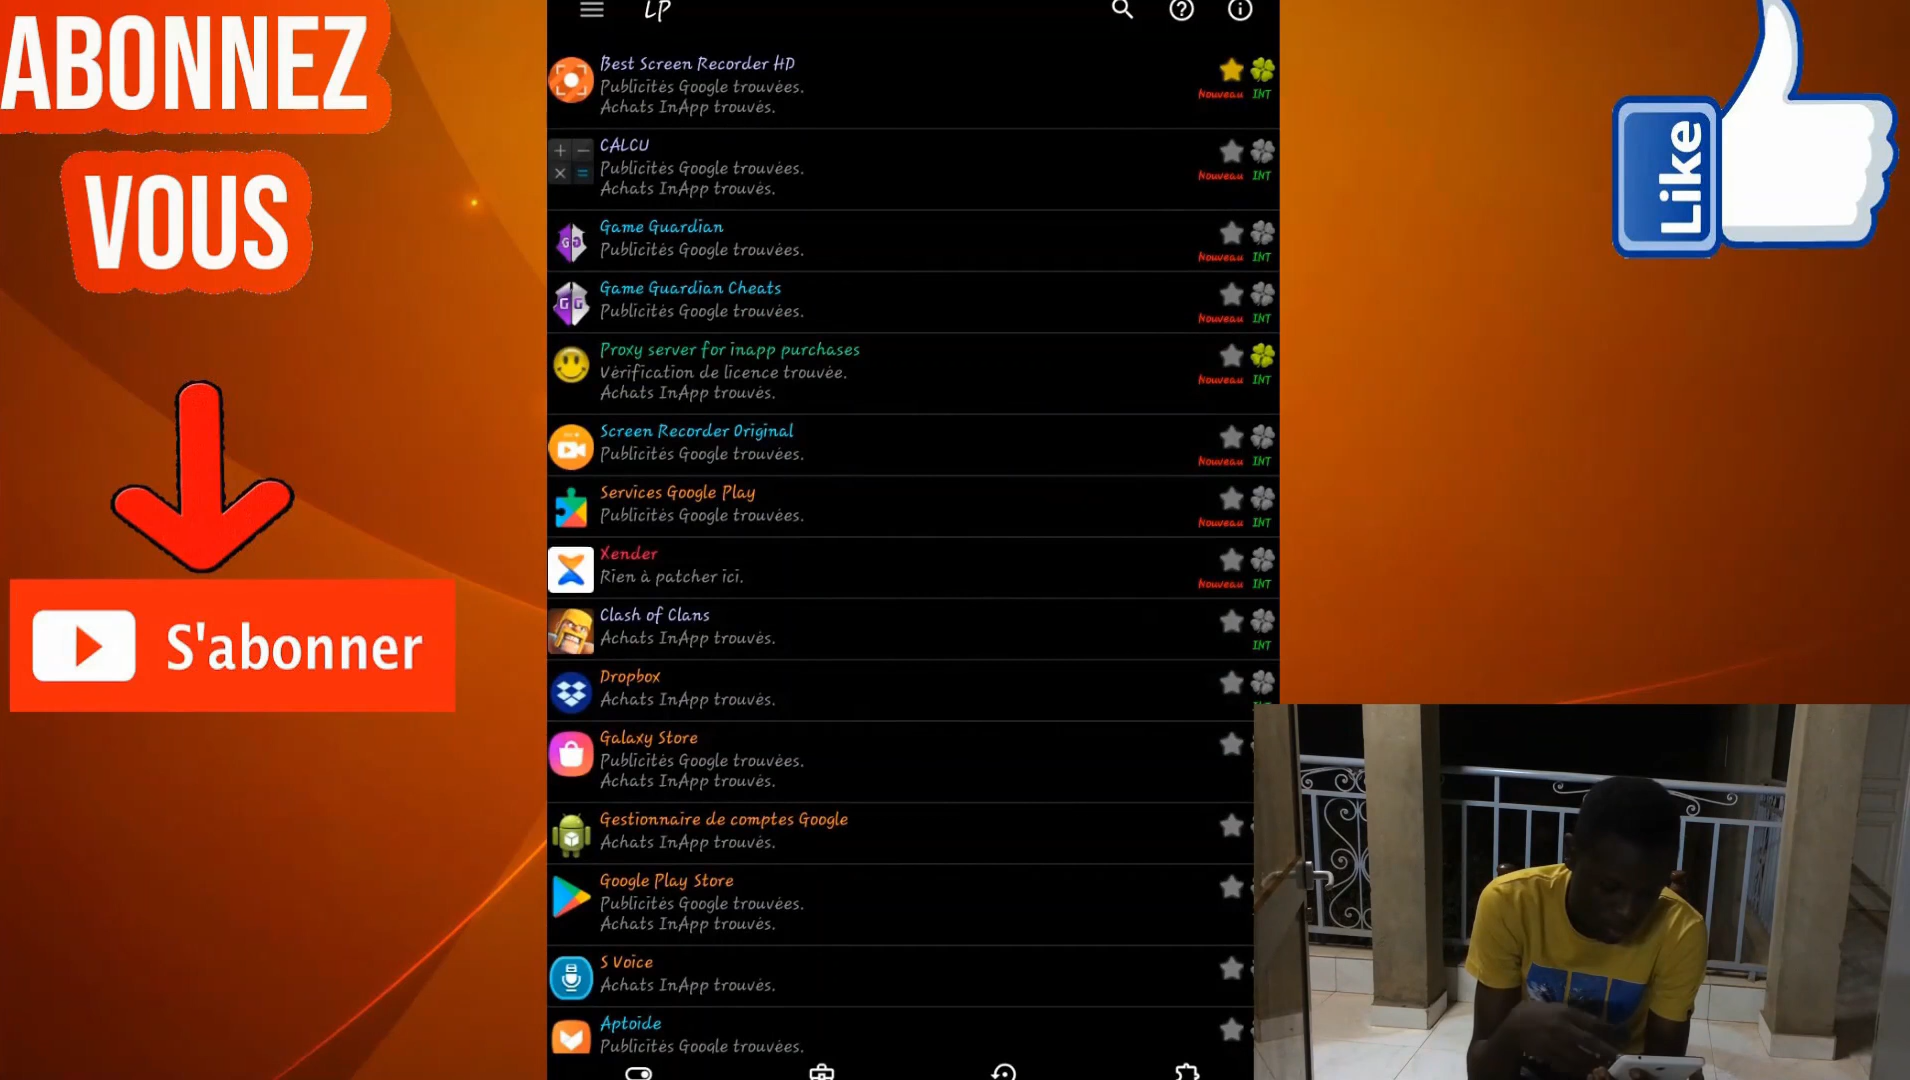 ABONNEZ
VOUS
S'abonner
LP
Best Screen Recorder HD
Publicités Google trouvées.
Achats InApp trouvés.
Nouveau INT
CALCU
Publicités Google trouvées.
Achats InApp trouvés.
Nouveau INT
Game Guardian
Publicités Google trouvées.
Nouveau INT
Game Guardian Cheats
Publicités Google trouvées.
Nouveau INT
Proxy server for inapp purchases
Vérification de licence trouvée.
Achats InApp trouvés.
Nouveau INT
Screen Recorder Original
Publicités Google trouvées.
Nouveau INT
Services Google Play
Publicités Google trouvées.
Nouveau INT
Xender
Rien à patcher ici.
Nouveau INT
Clash of Clans
Achats InApp trouvés.
INT
Dropbox
Achats InApp trouvés.
Galaxy Store
Publicités Google trouvées.
Achats InApp trouvés.
Gestionnaire de comptes Google
Achats InApp trouvés.
Google Play Store
Publicités Google trouvées.
Achats InApp trouvés.
S Voice
Achats InApp trouvés.
Aptoide
Publicités Google trouvées.
Like